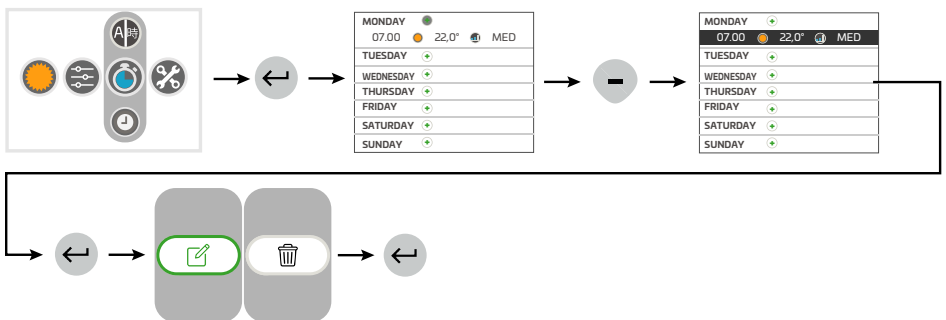 A時
MONDAY
07.00 22,0° MED
TUESDAY
WEDNESDAY
THURSDAY
FRIDAY
SATURDAY
SUNDAY
MONDAY
07.00 22,0° MED
TUESDAY
WEDNESDAY
THURSDAY
FRIDAY
SATURDAY
SUNDAY